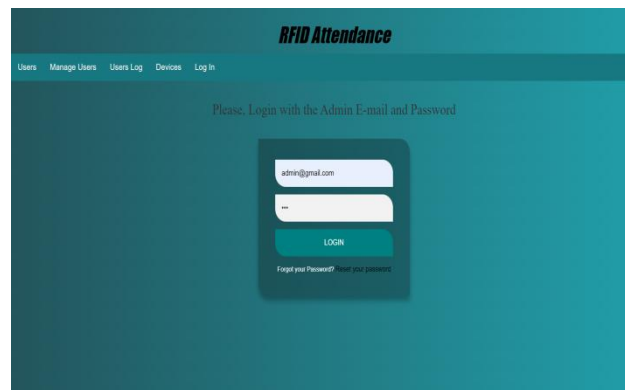 RFID Attendance
Users Manage Users Users Log Devices Log In
Please, Login with the Admin E-mail and Password
admin@gmail.com
•••
LOGIN
Forgot your Password? Reset your password